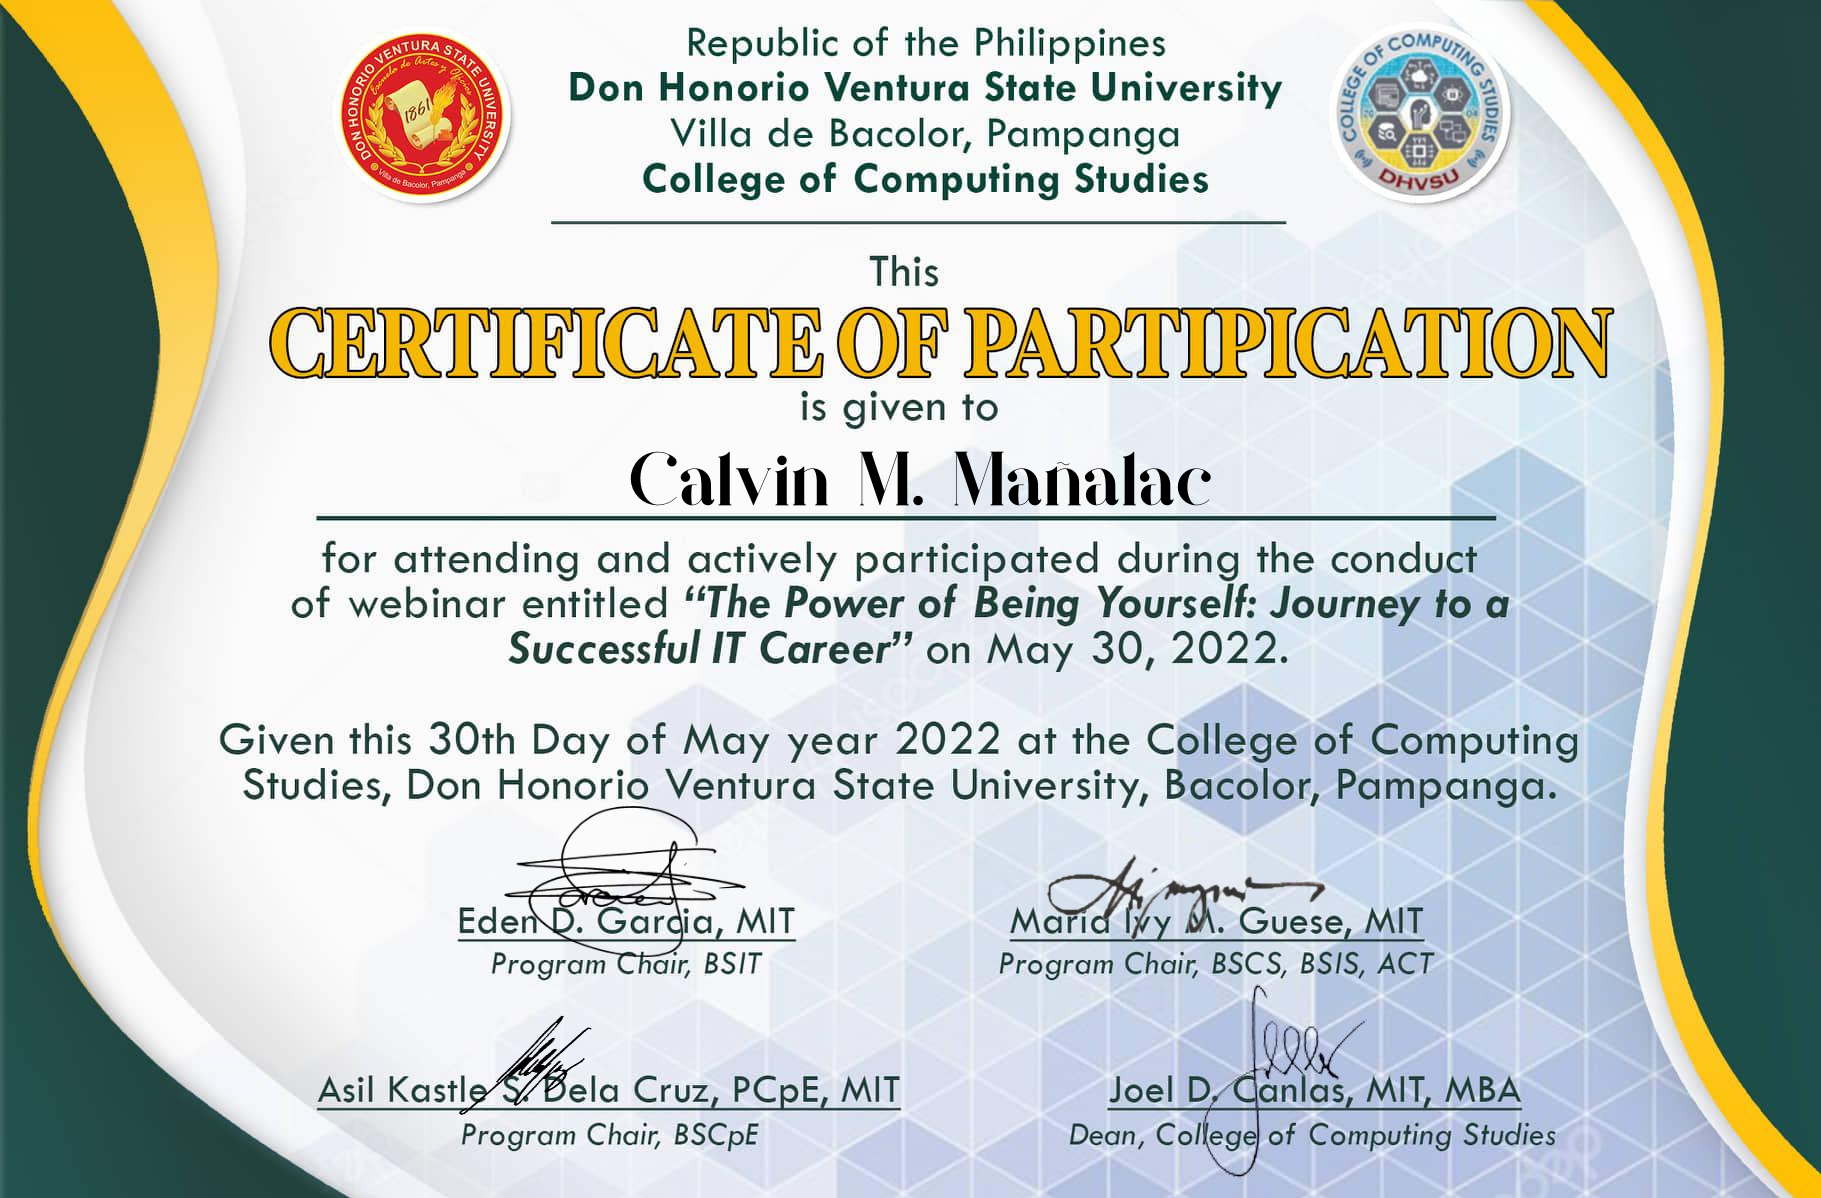 DON HONORIO VENTURA STATE UNIVERSITY
Escuela de Artes y Oficios
1861
Villa de Bacolor, Pampanga
Republic of the Philippines
Don Honorio Ventura State University
Villa de Bacolor, Pampanga
College of Computing Studies
COLLEGE OF COMPUTING STUDIES
2004
DHVSU
This
CERTIFICATE OF PARTIPICATION
is given to
Calvin M. Mañalac
for attending and actively participated during the conduct
of webinar entitled “The Power of Being Yourself: Journey to a
Successful IT Career” on May 30, 2022.
Given this 30th Day of May year 2022 at the College of Computing
Studies, Don Honorio Ventura State University, Bacolor, Pampanga.
Eden D. Garcia, MIT
Program Chair, BSIT
Maria Ivy M. Guese, MIT
Program Chair, BSCS, BSIS, ACT
Asil Kastle S. Dela Cruz, PCpE, MIT
Program Chair, BSCpE
Joel D. Canlas, MIT, MBA
Dean, College of Computing Studies